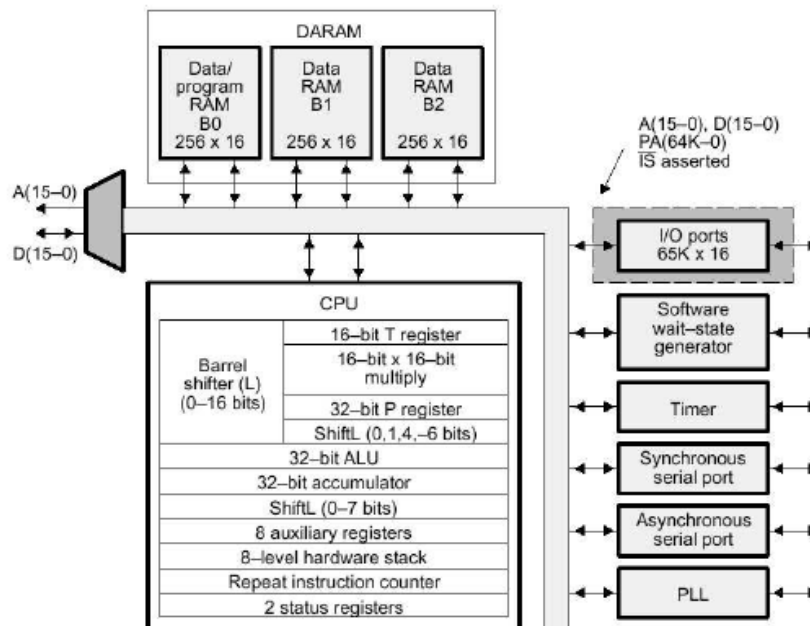 DARAM
Data/
program
RAM
B0
256 x 16
Data
RAM
B1
256 x 16
Data
RAM
B2
256 x 16
A(15–0), D(15–0)
PA(64K–0)
IS asserted
A(15–0)
D(15–0)
I/O ports
65K x 16
CPU
Barrel
shifter (L)
(0–16 bits)
16–bit T register
16–bit x 16–bit
multiply
32–bit P register
ShiftL (0,1,4,–6 bits)
32–bit ALU
32–bit accumulator
ShiftL (0–7 bits)
8 auxiliary registers
8–level hardware stack
Repeat instruction counter
2 status registers
Software
wait–state
generator
Timer
Synchronous
serial port
Asynchronous
serial port
PLL